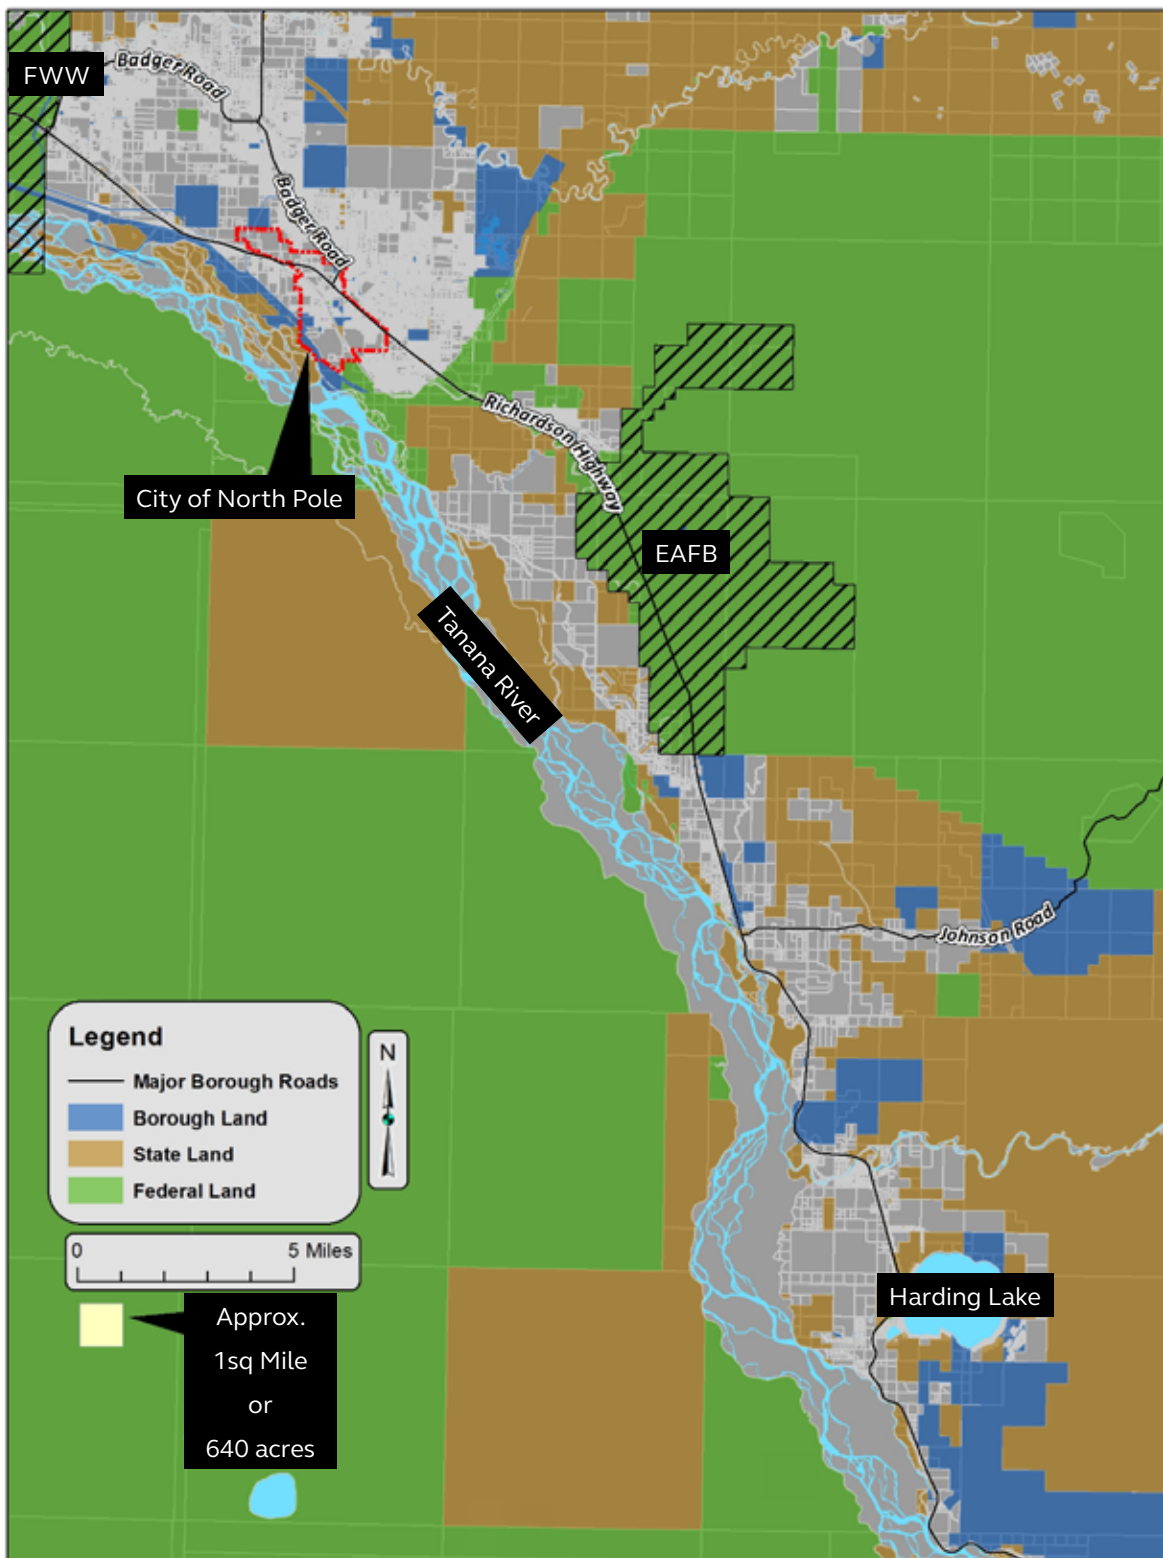 FWW
Badger Road
Badger Road
City of North Pole
Richardson Highway
EAFB
Tanana River
Johnson Road
Legend
Major Borough Roads
Borough Land
State Land
Federal Land
N
0 5 Miles
Harding Lake
Approx.
1sq Mile
or
640 acres